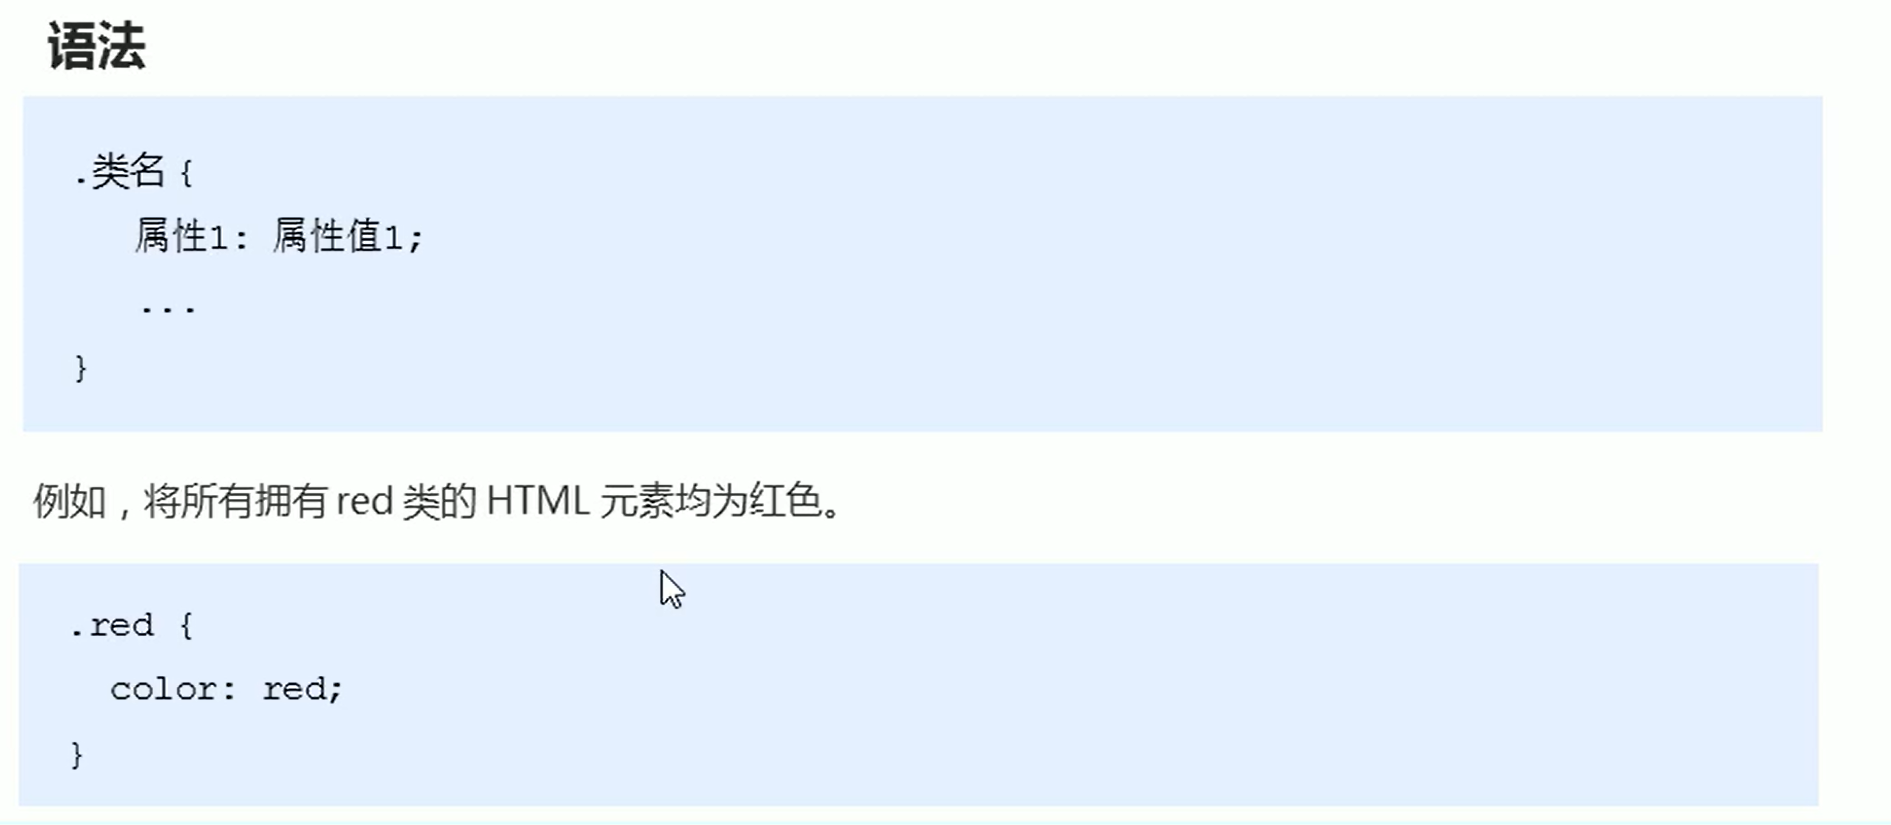 语法
.类名 {
属性1: 属性值1;
...
}
例如，将所有拥有 red 类的 HTML 元素均为红色。
.red {
color: red;
}